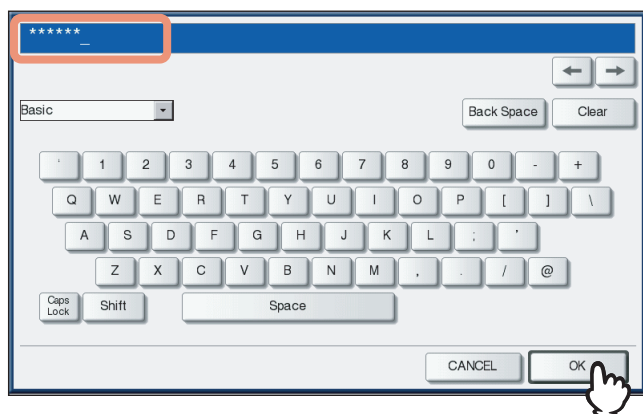 ******_
← →
Basic Back Space Clear
` 1 2 3 4 5 6 7 8 9 0 - +
Q W E R T Y U I O P [ ] \
A S D F G H J K L ; '
Z X C V B N M , . / @
Caps Lock Shift Space
CANCEL OK